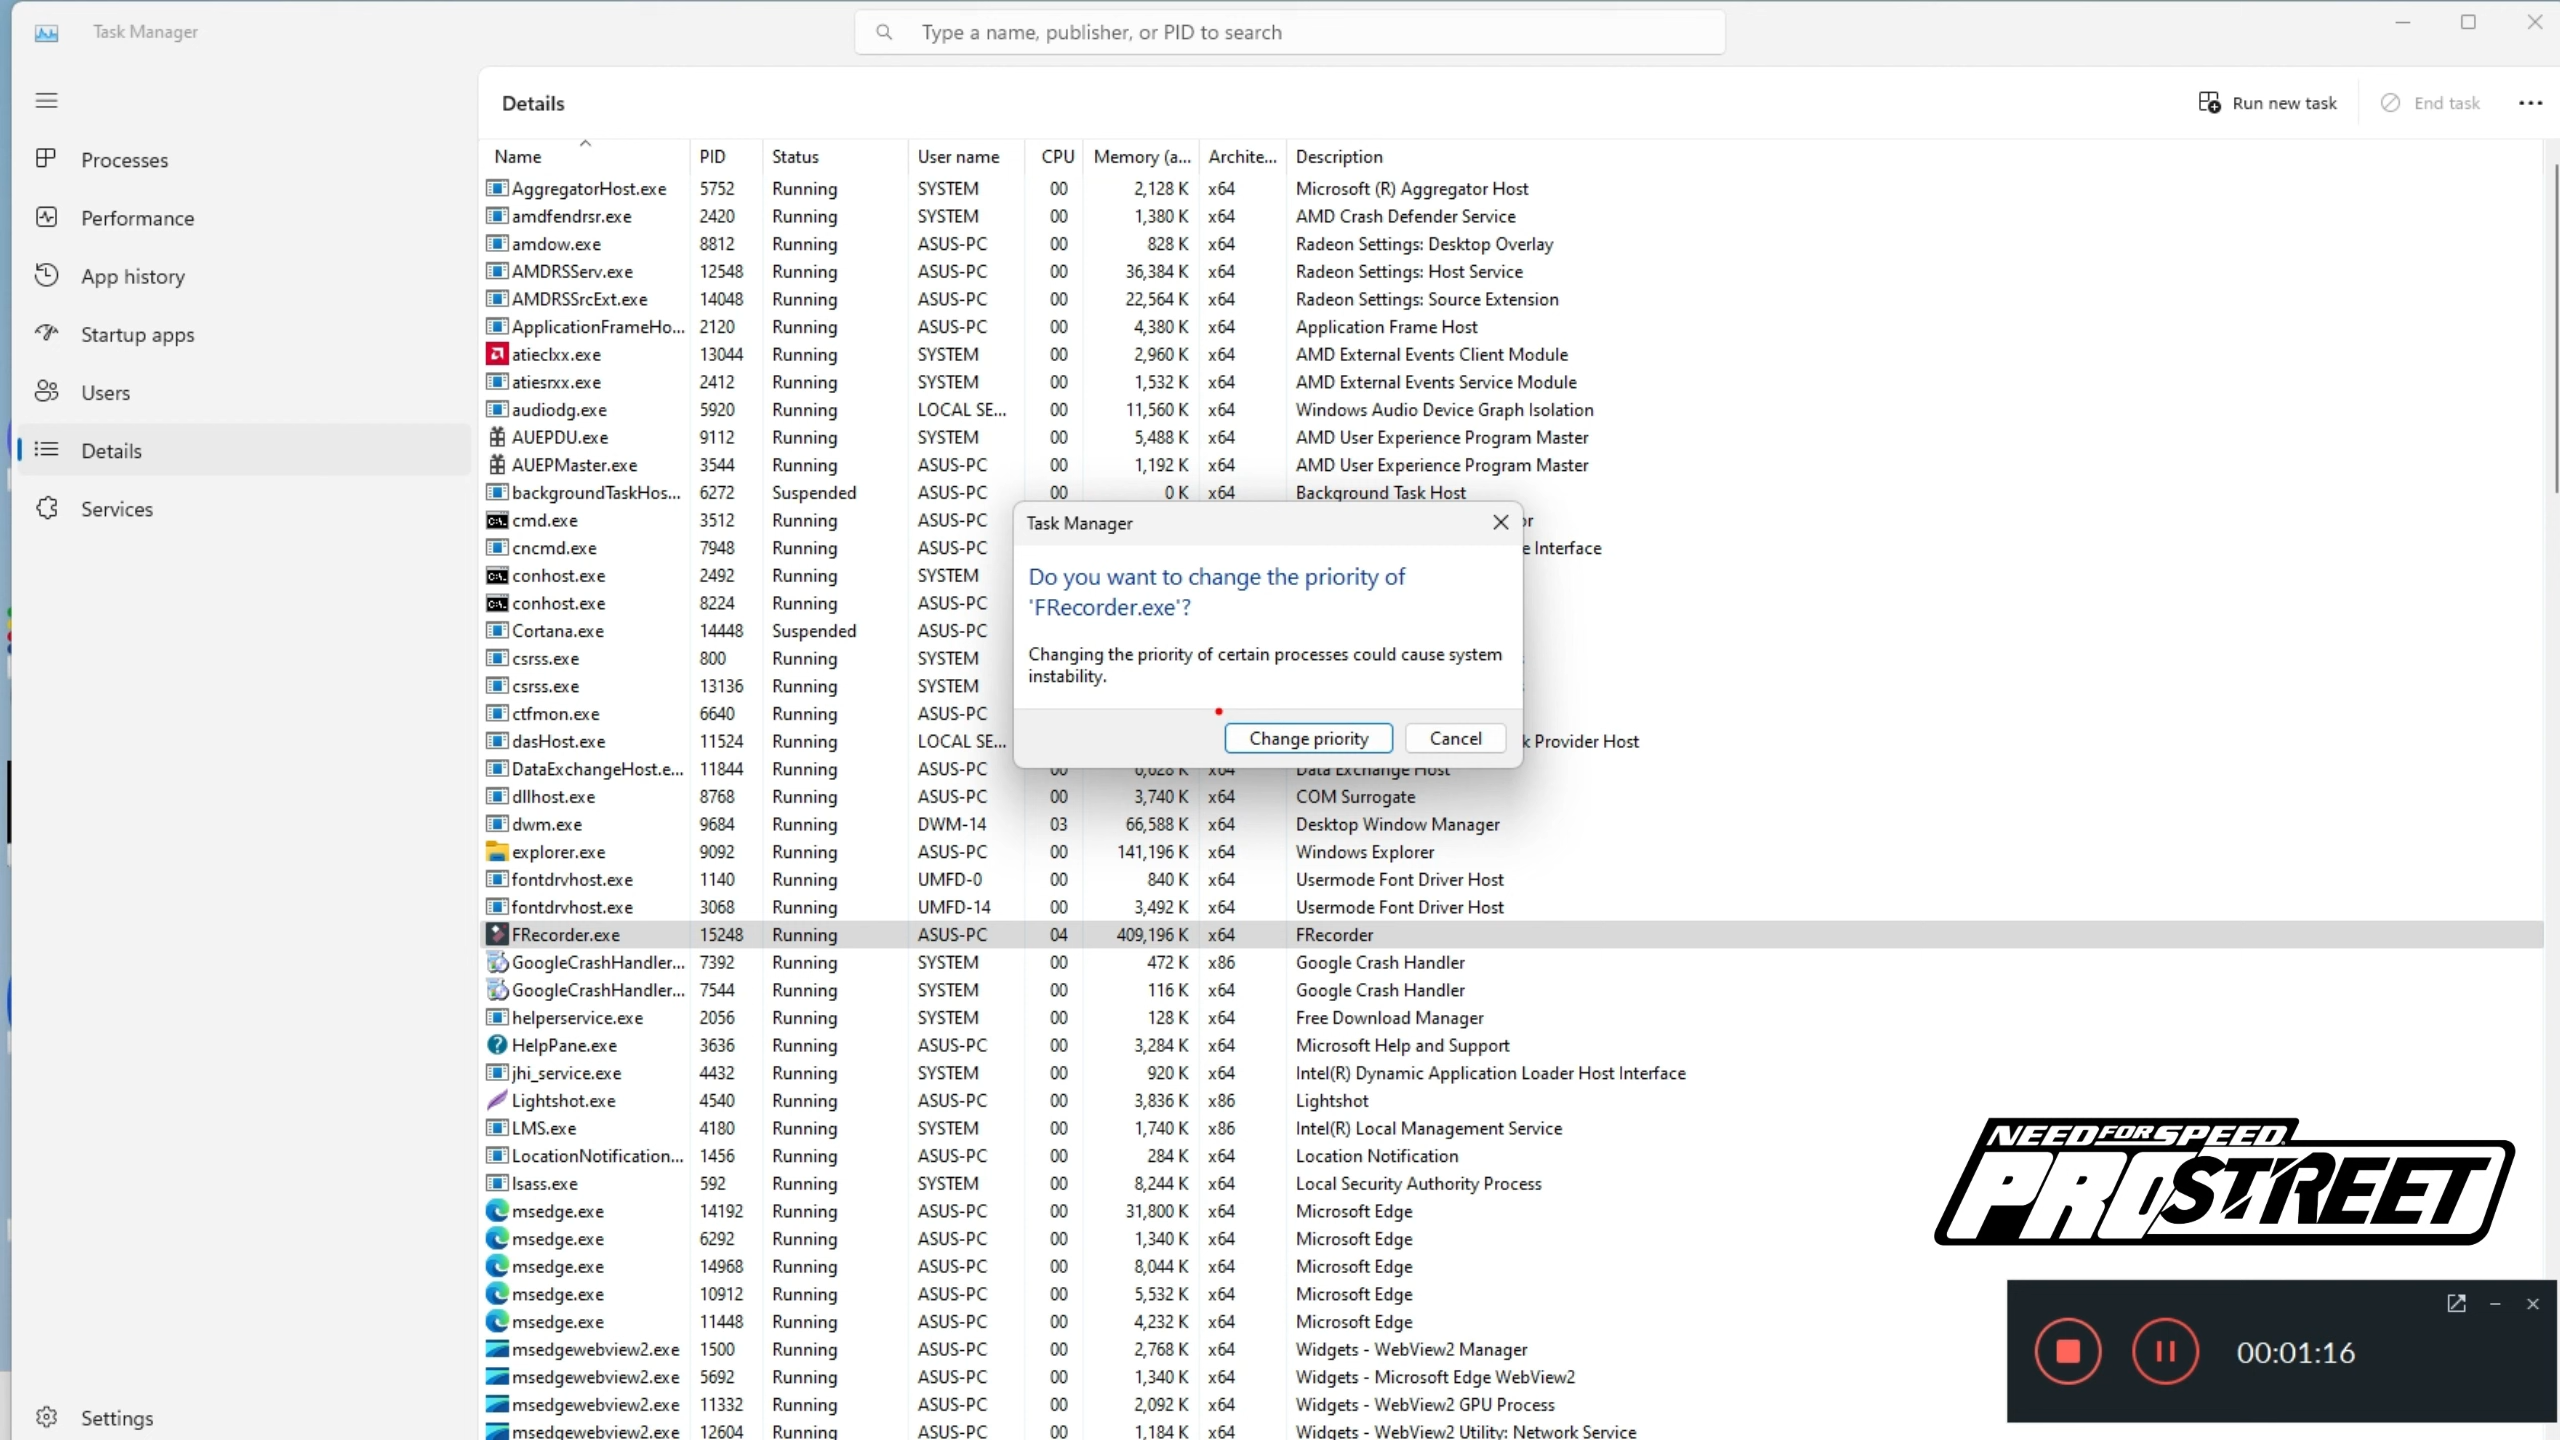 Task Manager
Type a name, publisher, or PID to search
Processes
Performance
App history
Startup apps
Users
Details
Services
Settings
Details
Run new task
End task
Name PID Status User name CPU Memory (a... Archite... Description
AggregatorHost.exe 5752 Running SYSTEM 00 2,128 K x64 Microsoft (R) Aggregator Host
amdfendrsr.exe 2420 Running SYSTEM 00 1,380 K x64 AMD Crash Defender Service
amdow.exe 8812 Running ASUS-PC 00 828 K x64 Radeon Settings: Desktop Overlay
AMDRSServ.exe 12548 Running ASUS-PC 00 36,384 K x64 Radeon Settings: Host Service
AMDRSSrcExt.exe 14048 Running ASUS-PC 00 22,564 K x64 Radeon Settings: Source Extension
ApplicationFrameHo... 2120 Running ASUS-PC 00 4,380 K x64 Application Frame Host
atieclxx.exe 13044 Running SYSTEM 00 2,960 K x64 AMD External Events Client Module
atiesrxx.exe 2412 Running SYSTEM 00 1,532 K x64 AMD External Events Service Module
audiodg.exe 5920 Running LOCAL SE... 00 11,560 K x64 Windows Audio Device Graph Isolation
AUEPDU.exe 9112 Running SYSTEM 00 5,488 K x64 AMD User Experience Program Master
AUEPMaster.exe 3544 Running ASUS-PC 00 1,192 K x64 AMD User Experience Program Master
backgroundTaskHos... 6272 Suspended ASUS-PC 00 0 K x64 Background Task Host
cmd.exe 3512 Running ASUS-PC or
cncmd.exe 7948 Running ASUS-PC e Interface
conhost.exe 2492 Running SYSTEM
conhost.exe 8224 Running ASUS-PC
Cortana.exe 14448 Suspended ASUS-PC
csrss.exe 800 Running SYSTEM
csrss.exe 13136 Running SYSTEM
ctfmon.exe 6640 Running ASUS-PC
dasHost.exe 11524 Running LOCAL SE... k Provider Host
DataExchangeHost.e... 11844 Running ASUS-PC 00 6,628 K x64 Data Exchange Host
dllhost.exe 8768 Running ASUS-PC 00 3,740 K x64 COM Surrogate
dwm.exe 9684 Running DWM-14 03 66,588 K x64 Desktop Window Manager
explorer.exe 9092 Running ASUS-PC 00 141,196 K x64 Windows Explorer
fontdrvhost.exe 1140 Running UMFD-0 00 840 K x64 Usermode Font Driver Host
fontdrvhost.exe 3068 Running UMFD-14 00 3,492 K x64 Usermode Font Driver Host
FRecorder.exe 15248 Running ASUS-PC 04 409,196 K x64 FRecorder
GoogleCrashHandler... 7392 Running SYSTEM 00 472 K x86 Google Crash Handler
GoogleCrashHandler... 7544 Running SYSTEM 00 116 K x64 Google Crash Handler
helperservice.exe 2056 Running SYSTEM 00 128 K x64 Free Download Manager
HelpPane.exe 3636 Running ASUS-PC 00 3,284 K x64 Microsoft Help and Support
jhi_service.exe 4432 Running SYSTEM 00 920 K x64 Intel(R) Dynamic Application Loader Host Interface
Lightshot.exe 4540 Running ASUS-PC 00 3,836 K x86 Lightshot
LMS.exe 4180 Running SYSTEM 00 1,740 K x86 Intel(R) Local Management Service
LocationNotification... 1456 Running ASUS-PC 00 284 K x64 Location Notification
lsass.exe 592 Running SYSTEM 00 8,244 K x64 Local Security Authority Process
msedge.exe 14192 Running ASUS-PC 00 31,800 K x64 Microsoft Edge
msedge.exe 6292 Running ASUS-PC 00 1,340 K x64 Microsoft Edge
msedge.exe 14968 Running ASUS-PC 00 8,044 K x64 Microsoft Edge
msedge.exe 10912 Running ASUS-PC 00 5,532 K x64 Microsoft Edge
msedge.exe 11448 Running ASUS-PC 00 4,232 K x64 Microsoft Edge
msedgewebview2.exe 1500 Running ASUS-PC 00 2,768 K x64 Widgets - WebView2 Manager
msedgewebview2.exe 5692 Running ASUS-PC 00 1,340 K x64 Widgets - Microsoft Edge WebView2
msedgewebview2.exe 11332 Running ASUS-PC 00 2,092 K x64 Widgets - WebView2 GPU Process
msedgewebview2.exe 12604 Running ASUS-PC 00 1,184 K x64 Widgets - WebView2 Utility: Network Service
Task Manager
Do you want to change the priority of
'FRecorder.exe'?
Changing the priority of certain processes could cause system
instability.
Change priority Cancel
NEED FOR SPEED
PROSTREET
00:01:16